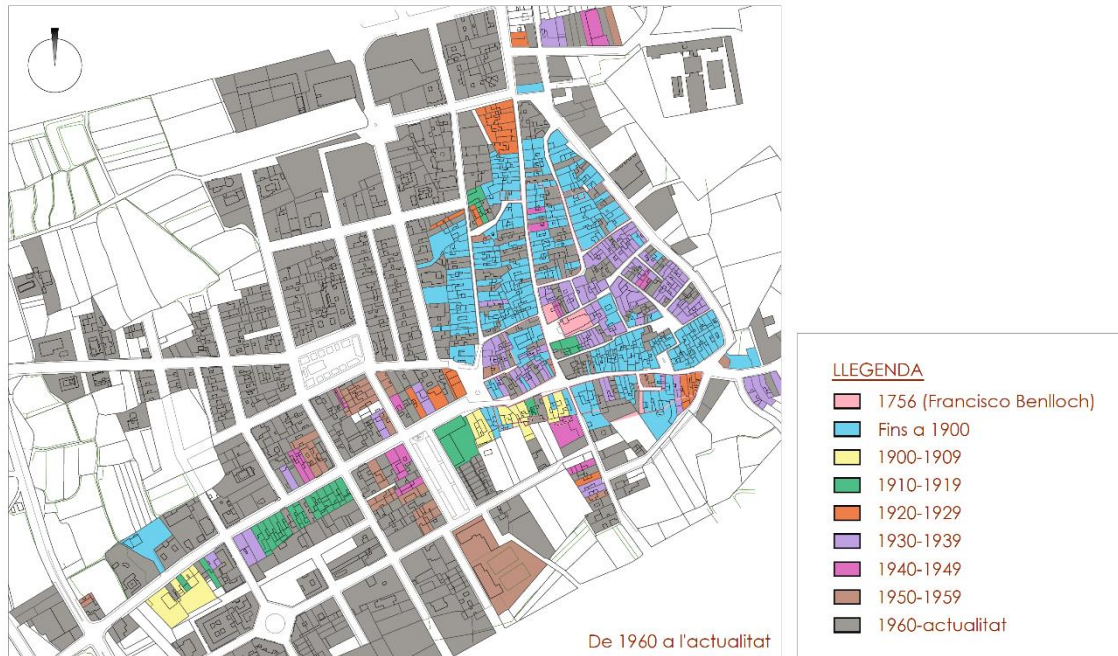 De 1960 a l'actualitat
LLEGENDA
1756 (Francisco Benlloch)
Fins a 1900
1900-1909
1910-1919
1920-1929
1930-1939
1940-1949
1950-1959
1960-actualitat